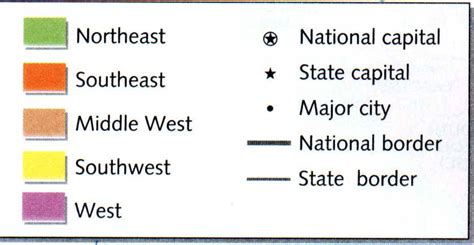 Northeast
Southeast
Middle West
Southwest
West
National capital
State capital
Major city
National border
State border